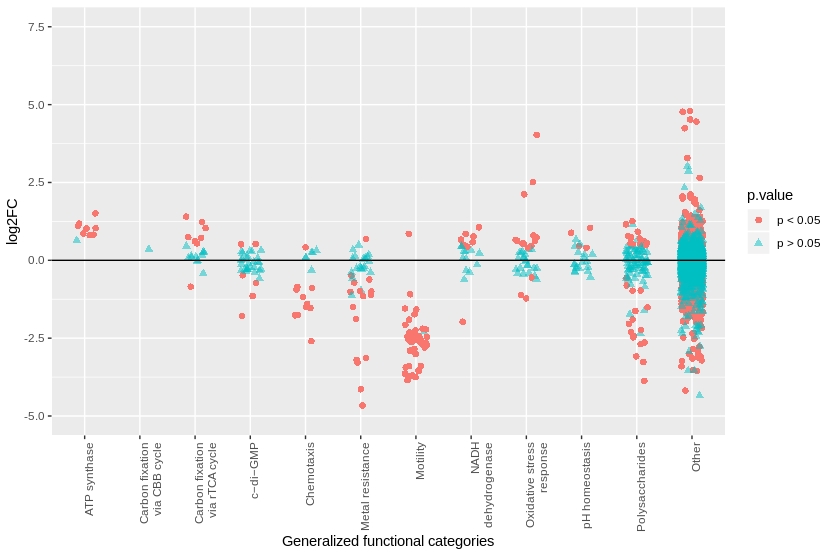 7.5
5.0
2.5
0.0
-2.5
-5.0
log2FC
ATP synthase
Carbon fixation
via CBB cycle
Carbon fixation
via rTCA cycle
c−di−GMP
Chemotaxis
Metal resistance
Motility
NADH
dehydrogenase
Oxidative stress
response
pH homeostasis
Polysaccharides
Other
Generalized functional categories
p.value
p < 0.05
p > 0.05